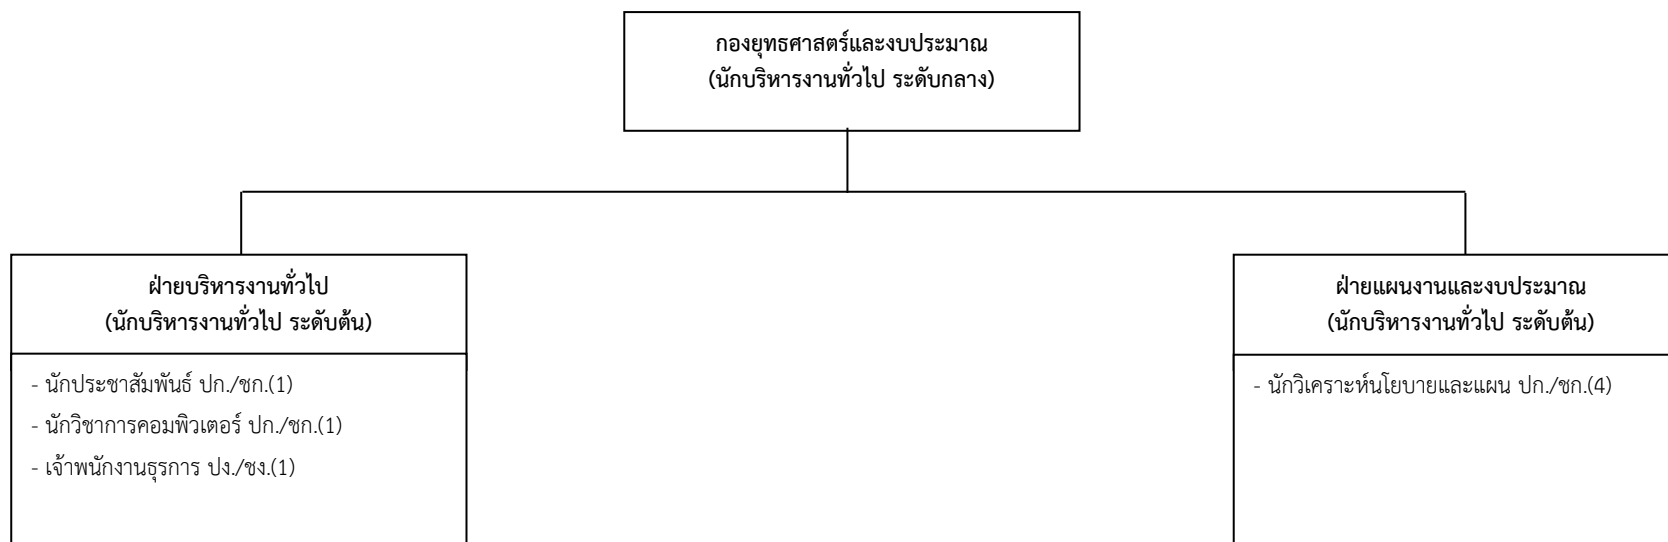 กองยุทธศาสตร์และงบประมาณ
(นักบริหารงานทั่วไป ระดับกลาง)
ฝ่ายบริหารงานทั่วไป
(นักบริหารงานทั่วไป ระดับต้น)
- นักประชาสัมพันธ์ ปก./ชก.(1)
- นักวิชาการคอมพิวเตอร์ ปก./ชก.(1)
- เจ้าพนักงานธุรการ ปง./ชง.(1)
ฝ่ายแผนงานและงบประมาณ
(นักบริหารงานทั่วไป ระดับต้น)
- นักวิเคราะห์นโยบายและแผน ปก./ชก.(4)